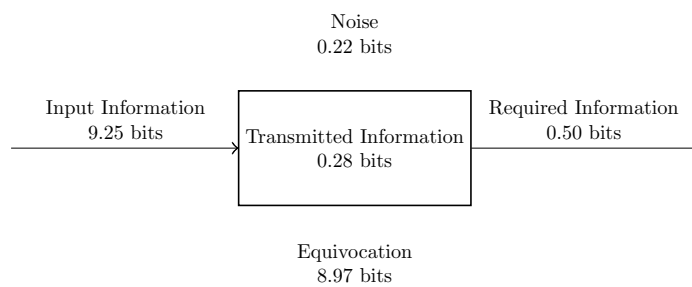 Noise
0.22 bits
Input Information
9.25 bits
Transmitted Information
0.28 bits
Required Information
0.50 bits
Equivocation
8.97 bits